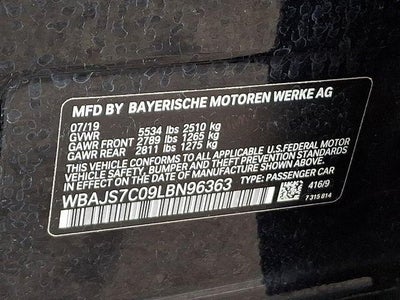 MFD BY BAYERISCHE MOTOREN WERKE AG
07/19
GVWR 5534 lbs 2510 kg
GAWR FRONT 2789 lbs 1265 kg
GAWR REAR 2811 lbs 1275 kg
THIS VEHICLE CONFORMS TO ALL APPLICABLE U.S.FEDERAL MOTOR
VEHICLE SAFETY, BUMPER, AND THEFT PREVENTION STANDARDS
IN EFFECT ON THE DATE OF MANUFACTURE SHOWN ABOVE.
WBAJS7C09LBN96363 TYPE: PASSENGER CAR
416/9
7 315 814